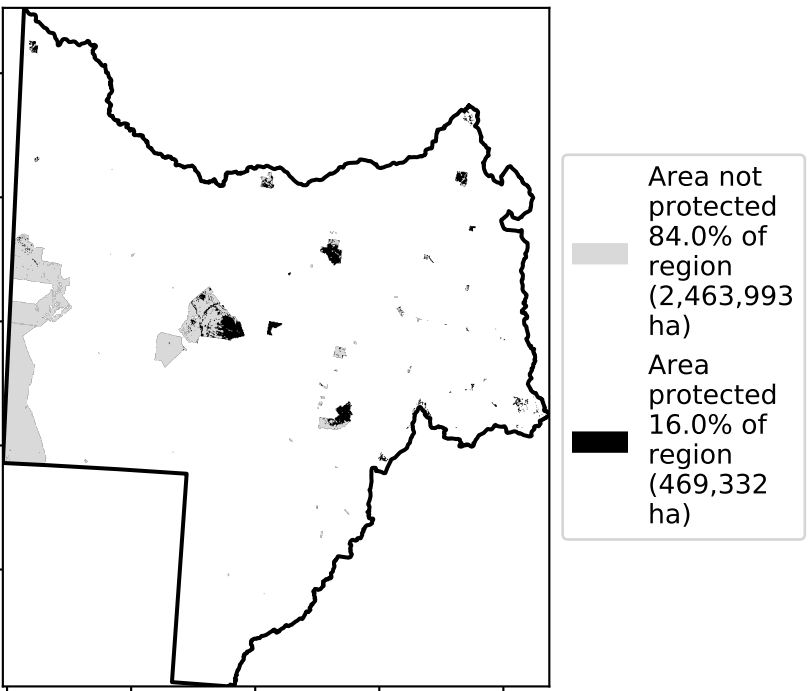 Area not
protected
84.0% of
region
(2,463,993
ha)
Area
protected
16.0% of
region
(469,332
ha)